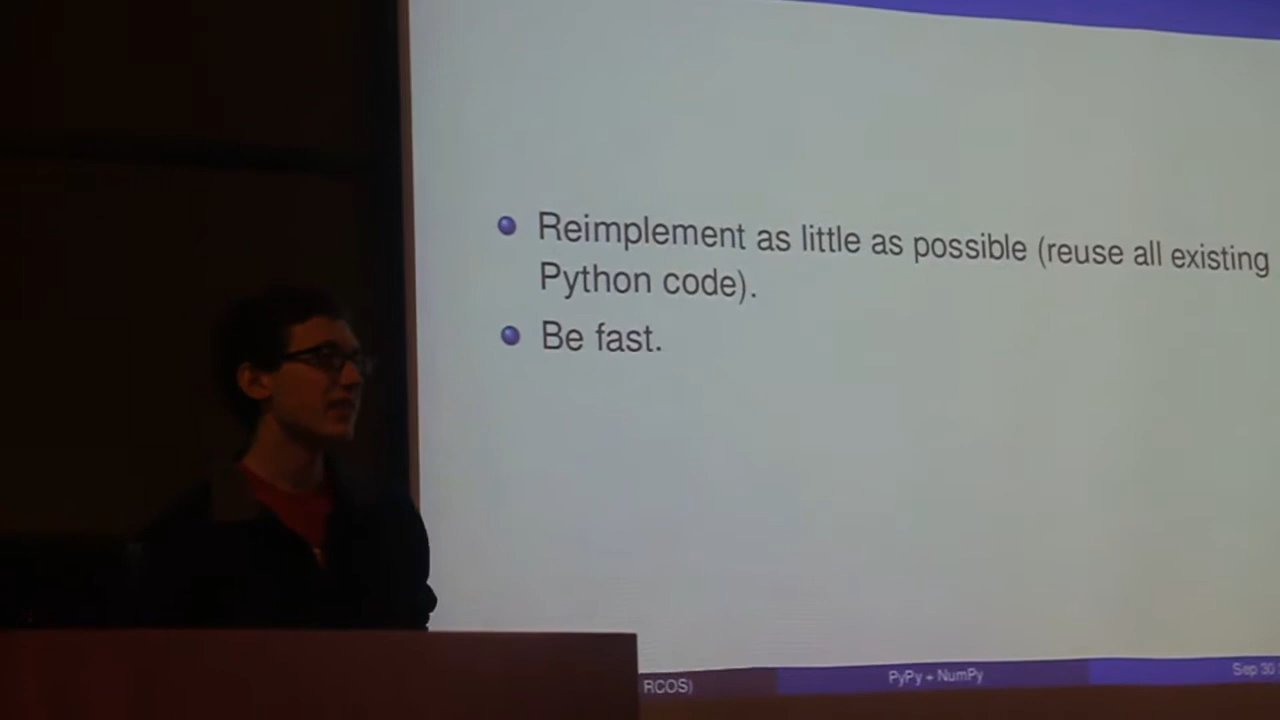 Reimplement as little as possible (reuse all existing
Python code).
Be fast.
RCOS) PyPy + NumPy Sep 30